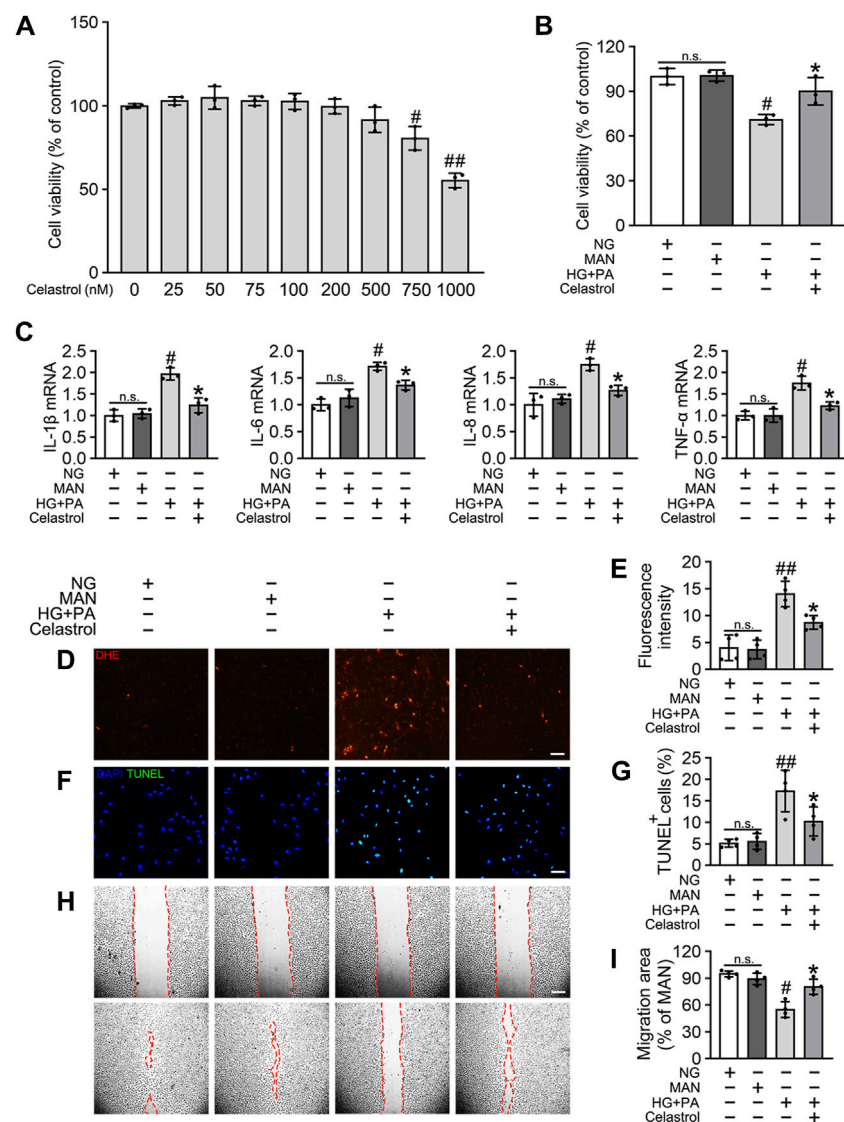 A
Cell viability (% of control)
150
100
50
0
# ##
Celastrol (nM) 0 25 50 75 100 200 500 750 1000
B
Cell viability (% of control)
120
90
60
30
0
n.s. # *
NG + − − −
MAN − + − −
HG+PA − − + +
Celastrol − − − +
C
IL-1β mRNA
2.5
2.0
1.5
1.0
0.5
0.0
n.s. # *
NG + − − −
MAN − + − −
HG+PA − − + +
Celastrol − − − +
IL-6 mRNA
2.0
1.5
1.0
0.5
0.0
n.s. # *
NG + − − −
MAN − + − −
HG+PA − − + +
Celastrol − − − +
IL-8 mRNA
2.0
1.5
1.0
0.5
0.0
n.s. # *
NG + − − −
MAN − + − −
HG+PA − − + +
Celastrol − − − +
TNF-α mRNA
2.5
2.0
1.5
1.0
0.5
0.0
n.s. # *
NG + − − −
MAN − + − −
HG+PA − − + +
Celastrol − − − +
NG + − − −
MAN − + − −
HG+PA − − + +
Celastrol − − − +
D
DHE
E
Fluorescence
intensity
20
15
10
5
0
n.s. ## *
NG + − − −
MAN − + − −
HG+PA − − + +
Celastrol − − − +
F
DAPI TUNEL
G
TUNEL+ cells (%)
25
20
15
10
5
0
n.s. ## *
NG + − − −
MAN − + − −
HG+PA − − + +
Celastrol − − − +
H
I
Migration area
(% of MAN)
120
90
60
30
0
n.s. # *
NG + − − −
MAN − + − −
HG+PA − − + +
Celastrol − − − +